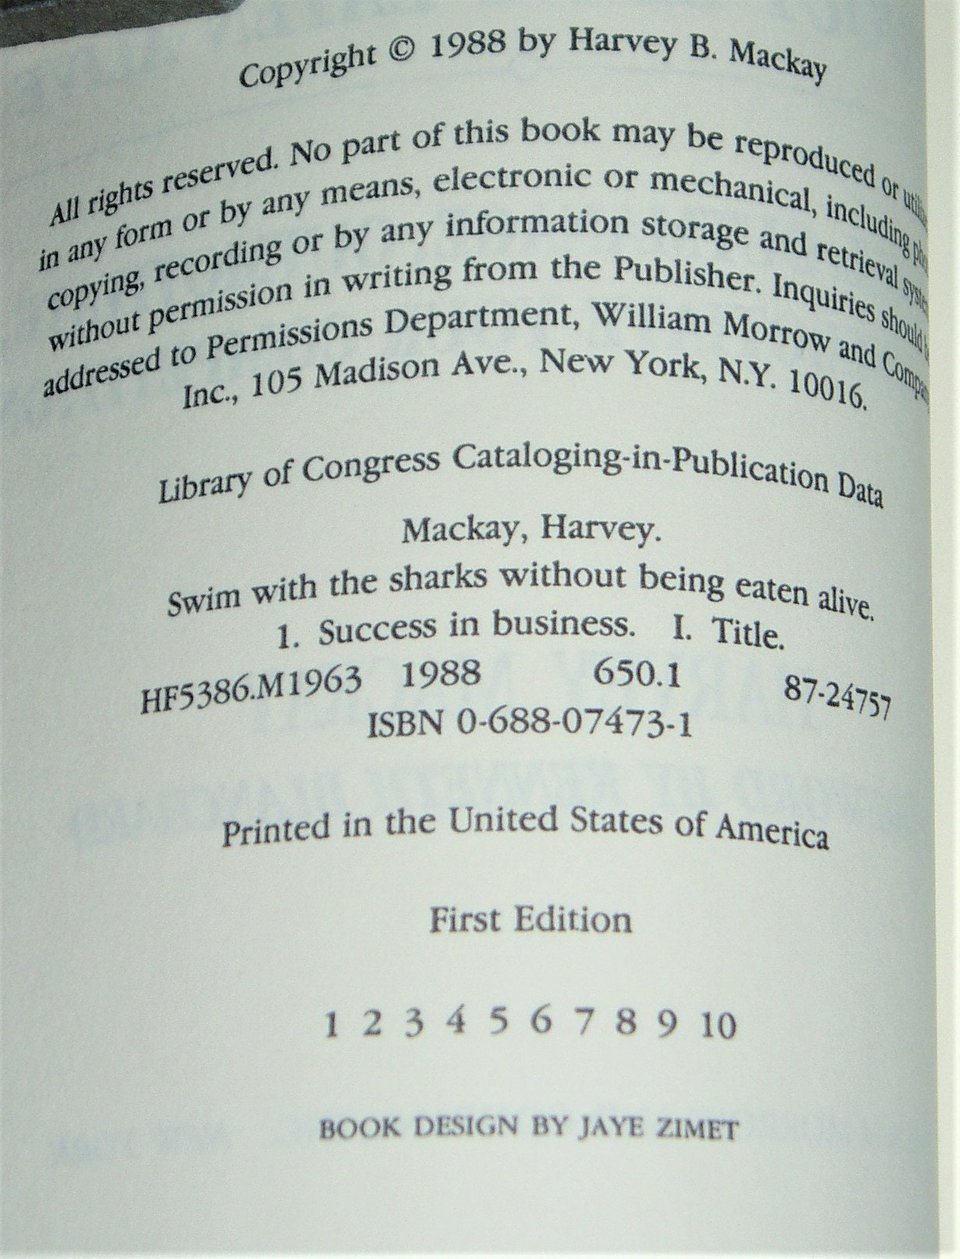 Copyright © 1988 by Harvey B. Mackay
All rights reserved. No part of this book may be reproduced or
in any form or by any means, electronic or mechanical, including
copying, recording or by any information storage and retrieval
without permission in writing from the Publisher. Inquiries should
addressed to Permissions Department, William Morrow and
Inc., 105 Madison Ave., New York, N.Y. 10016.
Library of Congress Cataloging-in-Publication Data
Mackay, Harvey.
Swim with the sharks without being eaten alive.
1. Success in business. I. Title.
HF5386.M1963 1988 650.1 87-24757
ISBN 0-688-07473-1
Printed in the United States of America
First Edition
1 2 3 4 5 6 7 8 9 10
BOOK DESIGN BY JAYE ZIMET